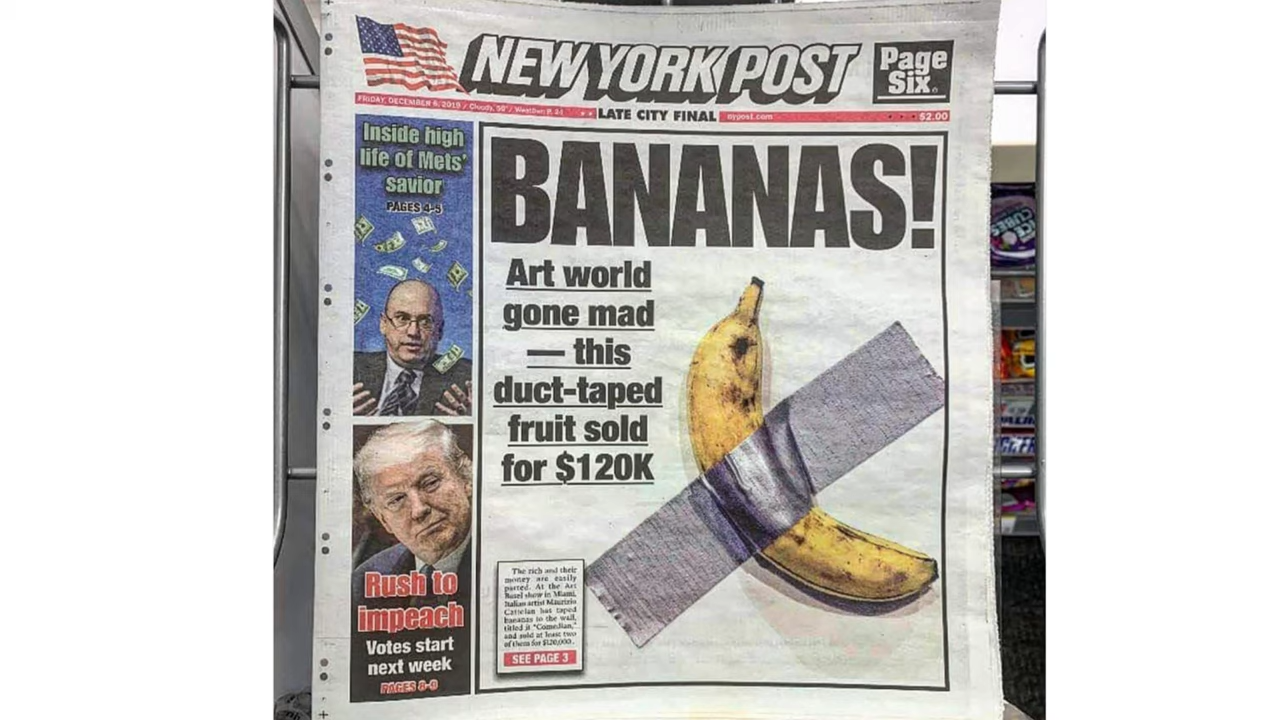 NEW YORK POST
Page
Six
FRIDAY, DECEMBER 6, 2019 / Clouds, 50° / Weather: P.
LATE CITY FINAL
nypost.com
$2.00
Inside high
life of Mets'
savior
PAGES 4-5
Rush to
impeach
Votes start
next week
PAGES 8-9
BANANAS!
Art world
gone mad
— this
duct-taped
fruit sold
for $120K
The rich and their
money are easily
parted. At the Art
Basel show in Miami,
Italian artist Maurizio
Cattelan has taped
bananas to the wall,
titled it "Comedian,"
and sold at least two
of them for $120,000.
SEE PAGE 3
CUBES